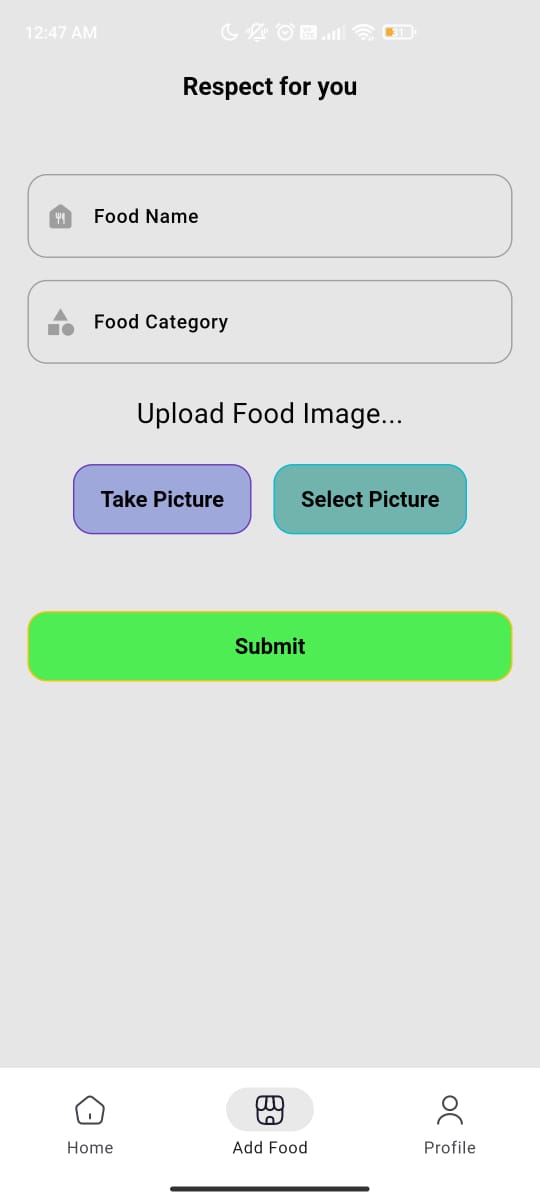 12:47 AM 31
Respect for you
Food Name
Food Category
Upload Food Image...
Take Picture Select Picture
Submit
Home Add Food Profile